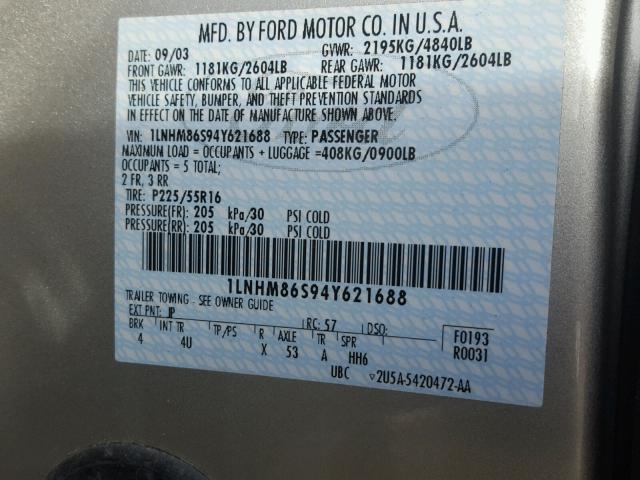 MFD. BY FORD MOTOR CO. IN U.S.A.
DATE: 09/03 GVWR: 2195KG/4840LB
FRONT GAWR: 1181KG/2604LB REAR GAWR: 1181KG/2604LB
THIS VEHICLE CONFORMS TO ALL APPLICABLE FEDERAL MOTOR
VEHICLE SAFETY, BUMPER, AND THEFT PREVENTION STANDARDS
IN EFFECT ON THE DATE OF MANUFACTURE SHOWN ABOVE.
VIN: 1LNHM86S94Y621688 TYPE: PASSENGER
MAXIMUM LOAD = OCCUPANTS + LUGGAGE =408KG/0900LB
OCCUPANTS = 5 TOTAL;
2 FR, 3 RR
TIRE: P225/55R16
PRESSURE(FR) 205 kPa/30 PSI COLD
PRESSURE(RR) 205 kPa/30 PSI COLD
1LNHM86S94Y621688
TRAILER TOWING - SEE OWNER GUIDE
EXT PNT: JP RC: 57 DSO: F0193
BRK INT TR TP/PS R AXLE TR SPR R0031
4 4U X 53 A HH6
UBC ▽2U5A-5420472-AA